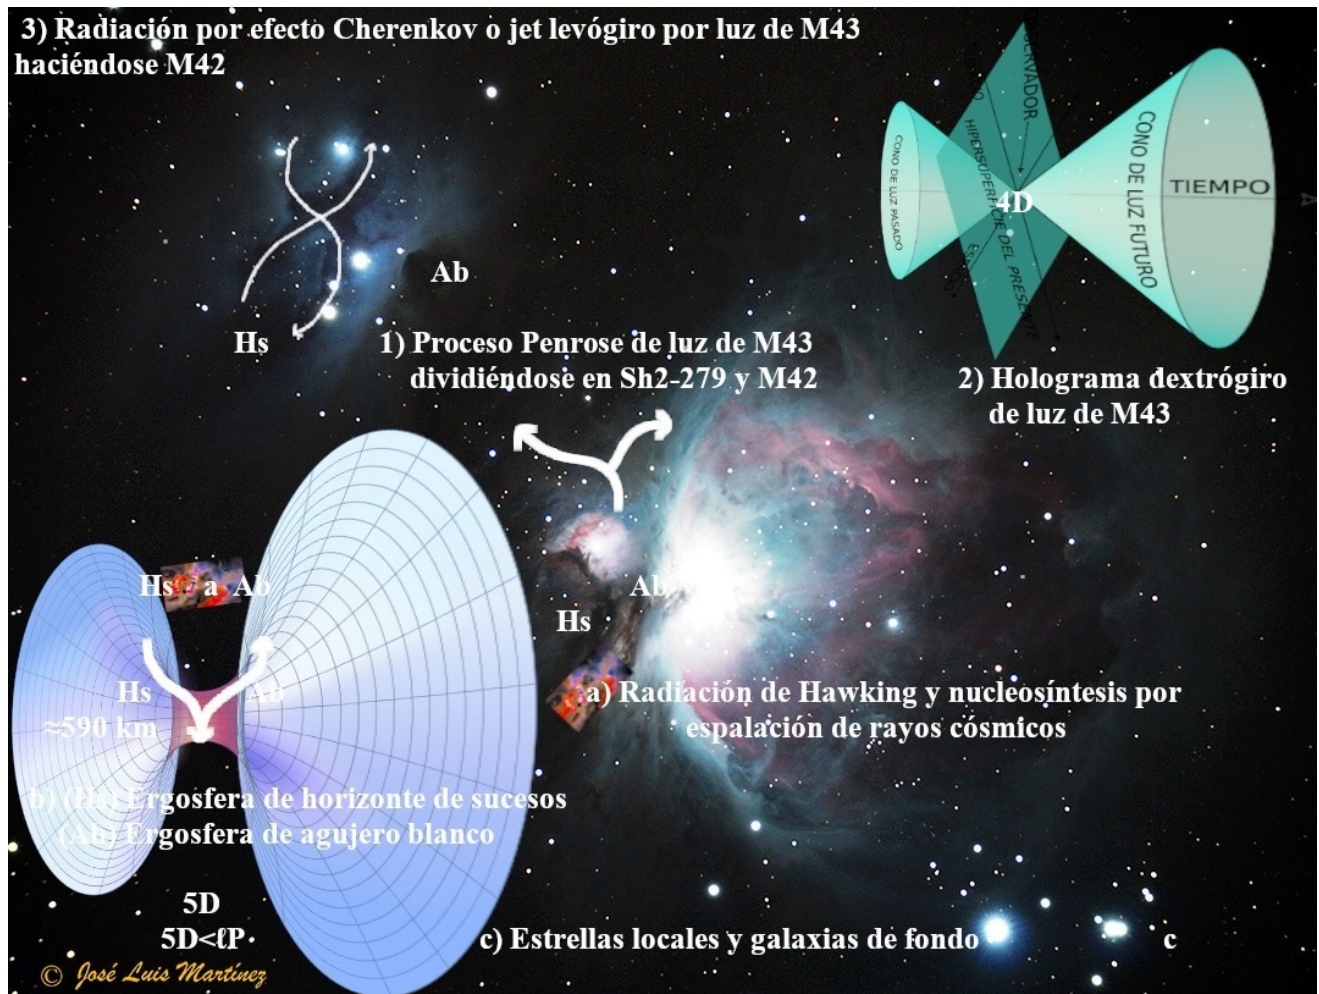 3) Radiación por efecto Cherenkov o jet levógiro por luz de M43
haciéndose M42
SERVADOR
HIPERSUPERFICIE DEL PRESENTE
CONO DE LUZ PASADO
4D
CONO DE LUZ FUTURO
TIEMPO
A
Ab
Hs
1) Proceso Penrose de luz de M43
dividiéndose en Sh2-279 y M42
2) Holograma dextrógiro
de luz de M43
Hs a Ab
Ab
Hs
Hs
Ab
≈590 km
a) Radiación de Hawking y nucleosíntesis por
espalación de rayos cósmicos
b) (Hs) Ergosfera de horizonte de sucesos
(Ab) Ergosfera de agujero blanco
5D
5D<ℓP
c) Estrellas locales y galaxias de fondo
c
© José Luis Martínez